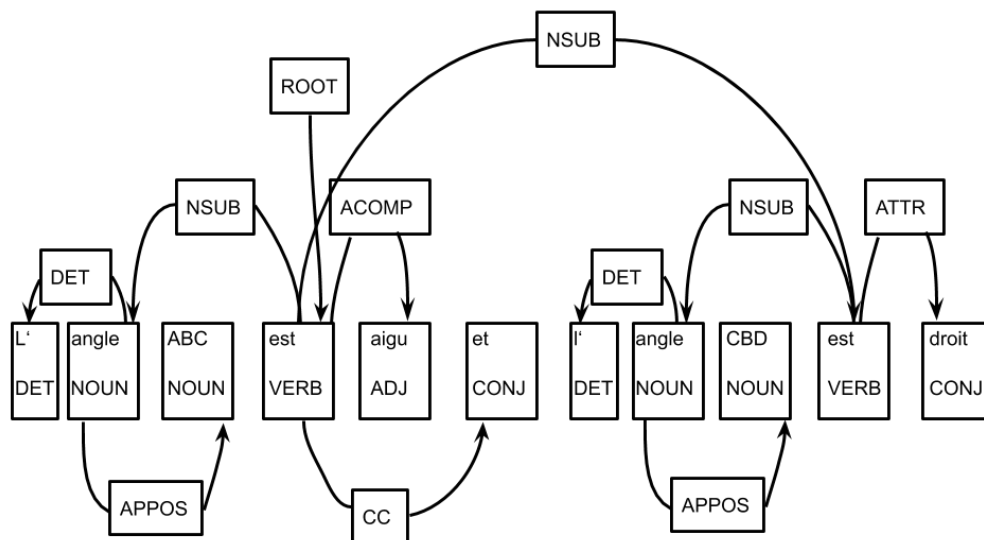 NSUB
ROOT
NSUB
ACOMP
NSUB
ATTR
DET
DET
L‘
angle
ABC
est
aigu
et
l‘
angle
CBD
est
droit
DET
NOUN
NOUN
VERB
ADJ
CONJ
DET
NOUN
NOUN
VERB
CONJ
APPOS
CC
APPOS